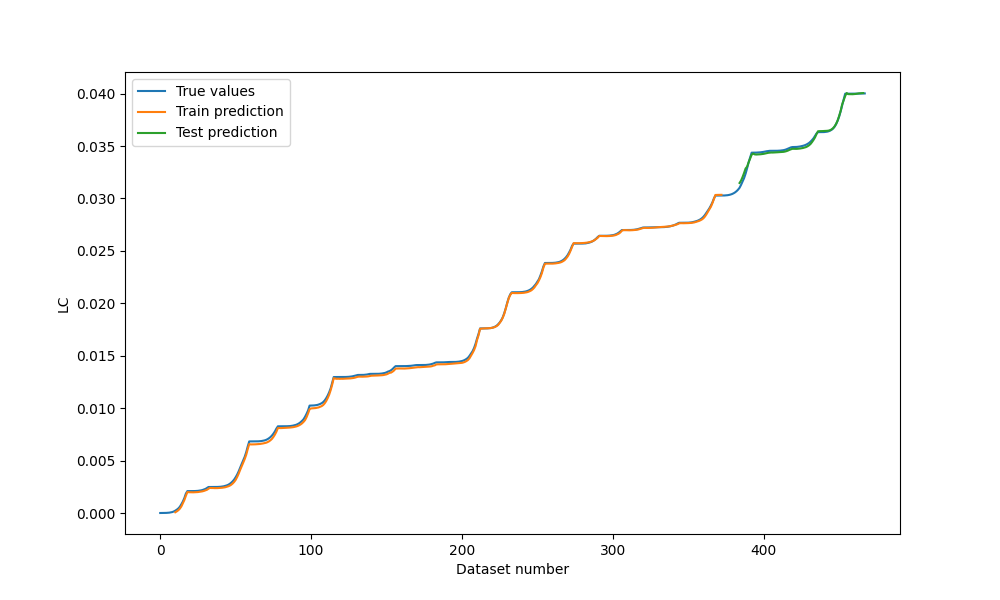 True values
Train prediction
Test prediction
0.040
0.035
0.030
0.025
0.020
0.015
0.010
0.005
0.000
LC
0 100 200 300 400
Dataset number